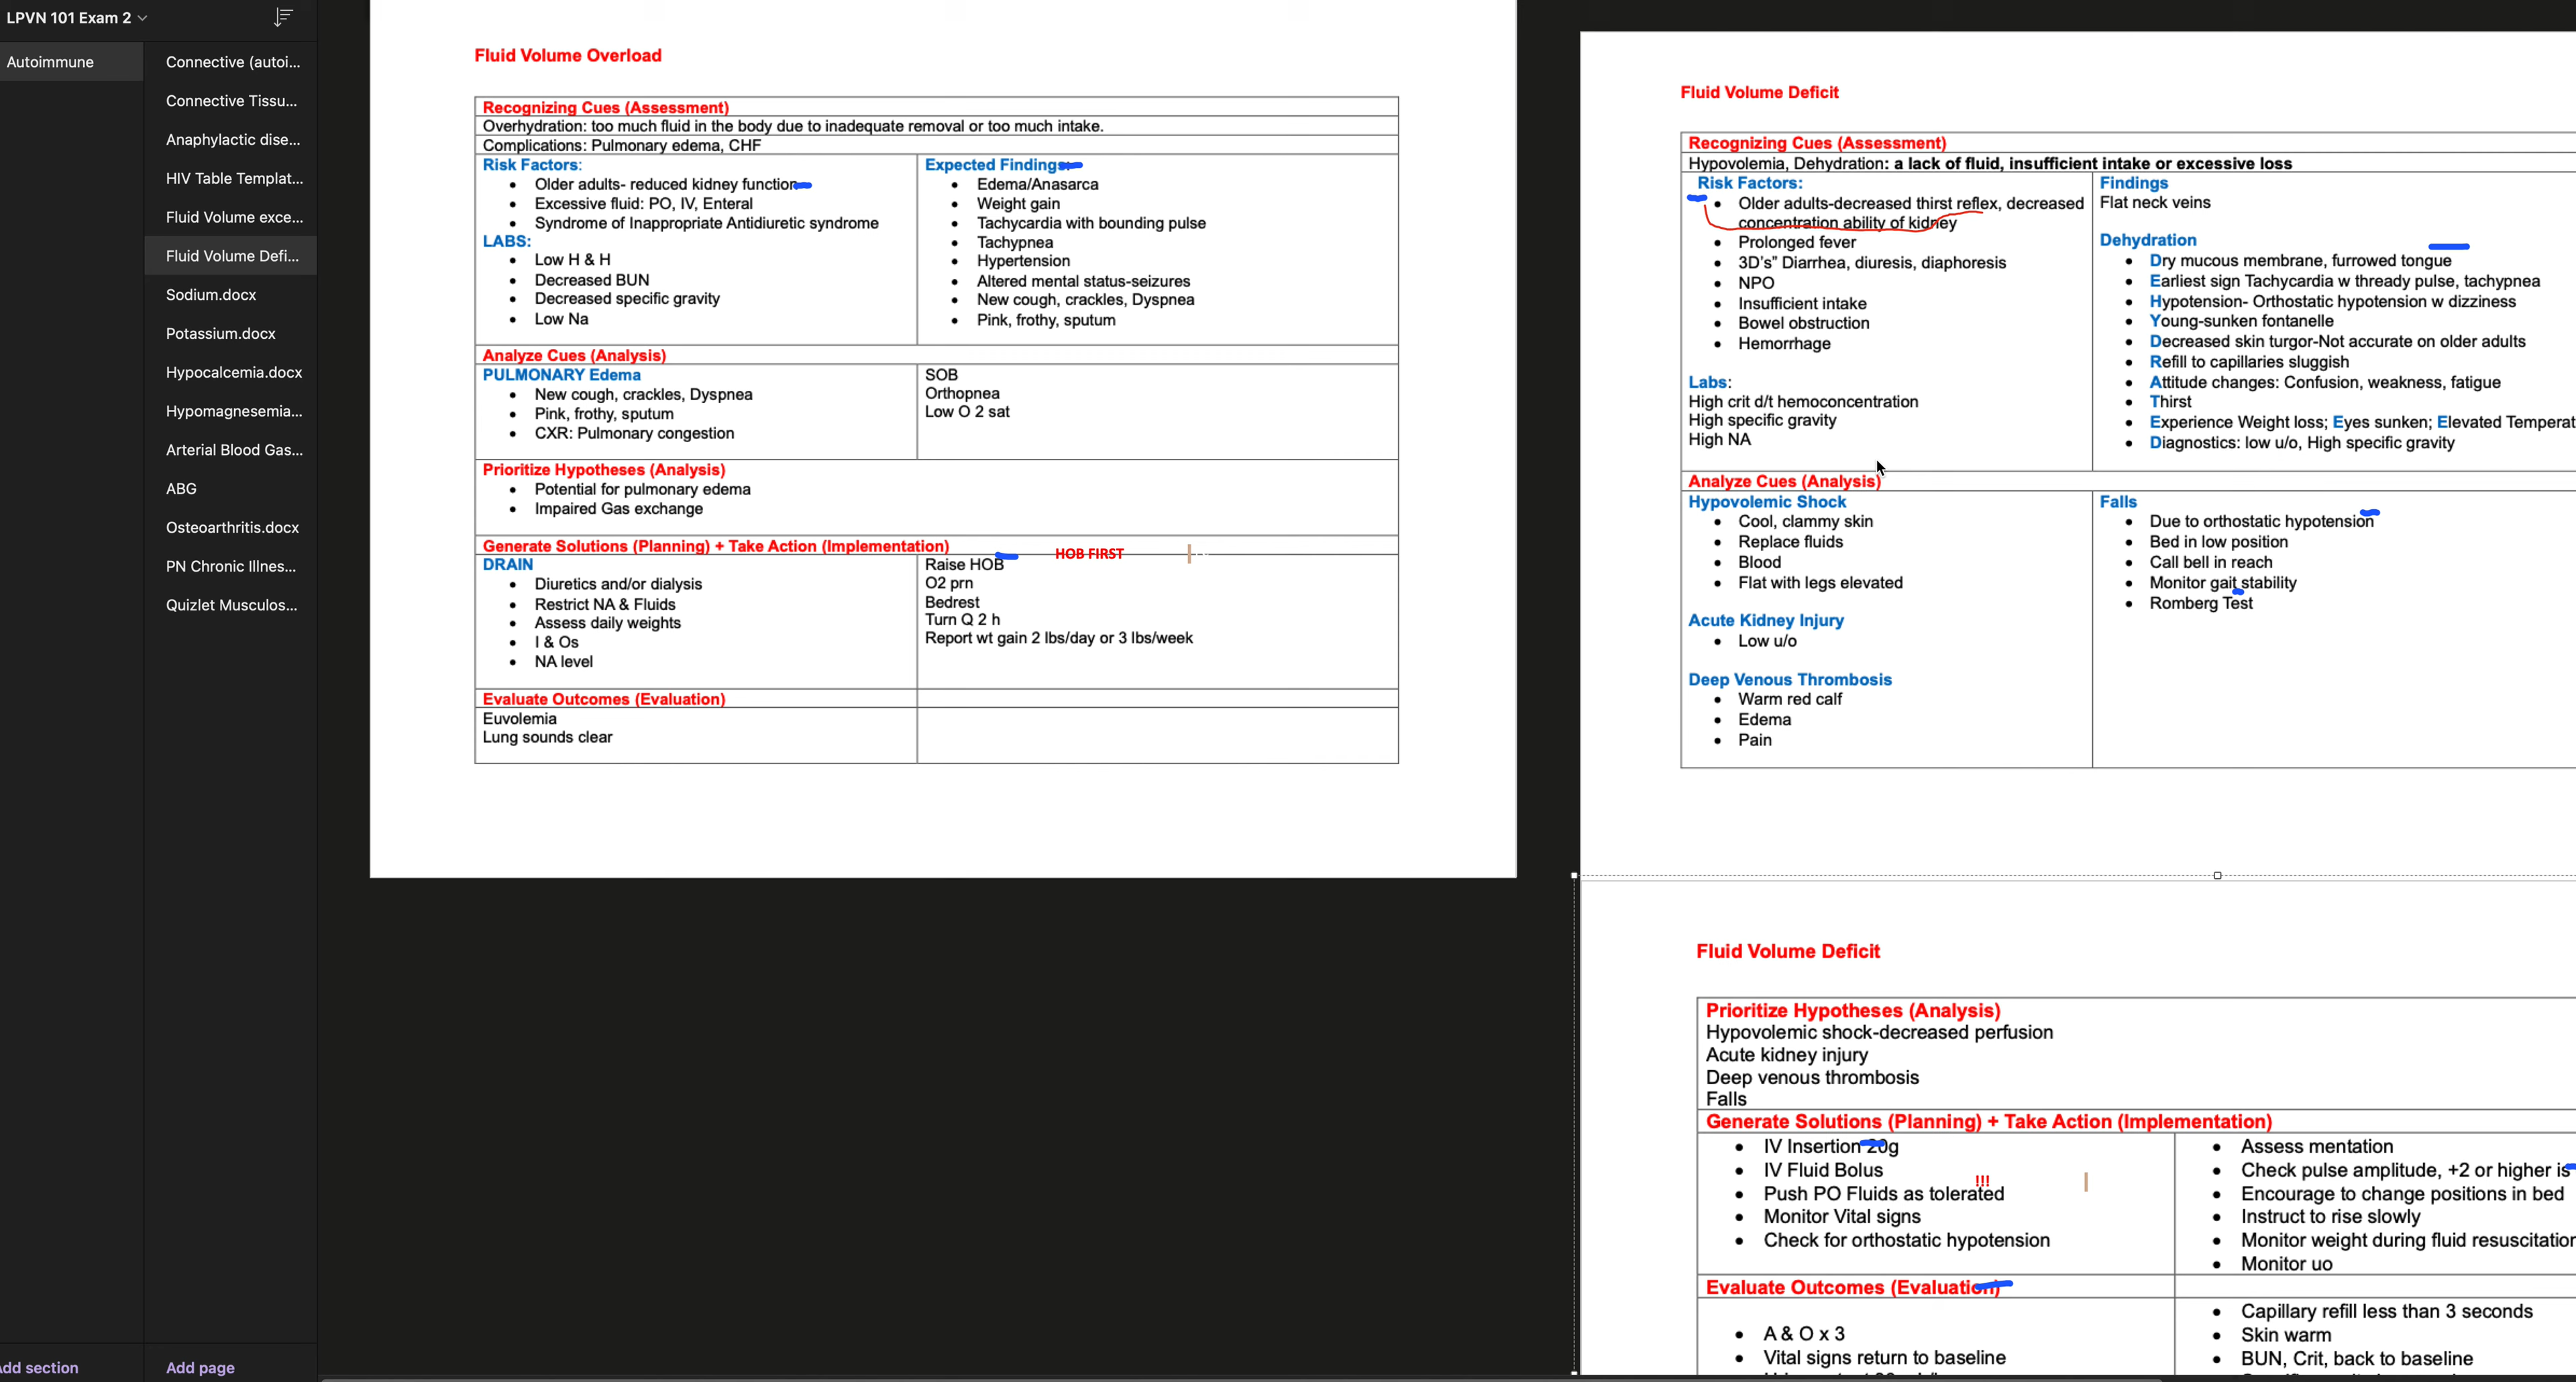 LPVN 101 Exam 2
Autoimmune
Connective (autoi...
Connective Tissu...
Anaphylactic dise...
HIV Table Templat...
Fluid Volume exce...
Fluid Volume Defi...
Sodium.docx
Potassium.docx
Hypocalcemia.docx
Hypomagnesemia...
Arterial Blood Gas...
ABG
Osteoarthritis.docx
PN Chronic Illnes...
Quizlet Musculos...
dd section
Add page
Fluid Volume Overload
Recognizing Cues (Assessment)
Overhydration: too much fluid in the body due to inadequate removal or too much intake.
Complications: Pulmonary edema, CHF
Risk Factors:
• Older adults- reduced kidney function
• Excessive fluid: PO, IV, Enteral
• Syndrome of Inappropriate Antidiuretic syndrome
LABS:
• Low H & H
• Decreased BUN
• Decreased specific gravity
• Low Na
Expected Findings
• Edema/Anasarca
• Weight gain
• Tachycardia with bounding pulse
• Tachypnea
• Hypertension
• Altered mental status-seizures
• New cough, crackles, Dyspnea
• Pink, frothy, sputum
Analyze Cues (Analysis)
PULMONARY Edema
• New cough, crackles, Dyspnea
• Pink, frothy, sputum
• CXR: Pulmonary congestion
SOB
Orthopnea
Low O 2 sat
Prioritize Hypotheses (Analysis)
• Potential for pulmonary edema
• Impaired Gas exchange
Generate Solutions (Planning) + Take Action (Implementation)
HOB FIRST
DRAIN
• Diuretics and/or dialysis
• Restrict NA & Fluids
• Assess daily weights
• I & Os
• NA level
Raise HOB
O2 prn
Bedrest
Turn Q 2 h
Report wt gain 2 lbs/day or 3 lbs/week
Evaluate Outcomes (Evaluation)
Euvolemia
Lung sounds clear
Fluid Volume Deficit
Recognizing Cues (Assessment)
Hypovolemia, Dehydration: a lack of fluid, insufficient intake or excessive loss
Risk Factors:
• Older adults-decreased thirst reflex, decreased
concentration ability of kidney
• Prolonged fever
• 3D's” Diarrhea, diuresis, diaphoresis
• NPO
• Insufficient intake
• Bowel obstruction
• Hemorrhage
Labs:
High crit d/t hemoconcentration
High specific gravity
High NA
Findings
Flat neck veins
Dehydration
• Dry mucous membrane, furrowed tongue
• Earliest sign Tachycardia w thready pulse, tachypnea
• Hypotension- Orthostatic hypotension w dizziness
• Young-sunken fontanelle
• Decreased skin turgor-Not accurate on older adults
• Refill to capillaries sluggish
• Attitude changes: Confusion, weakness, fatigue
• Thirst
• Experience Weight loss; Eyes sunken; Elevated Temperat
• Diagnostics: low u/o, High specific gravity
Analyze Cues (Analysis)
Hypovolemic Shock
• Cool, clammy skin
• Replace fluids
• Blood
• Flat with legs elevated
Acute Kidney Injury
• Low u/o
Deep Venous Thrombosis
• Warm red calf
• Edema
• Pain
Falls
• Due to orthostatic hypotension
• Bed in low position
• Call bell in reach
• Monitor gait stability
• Romberg Test
Fluid Volume Deficit
Prioritize Hypotheses (Analysis)
Hypovolemic shock-decreased perfusion
Acute kidney injury
Deep venous thrombosis
Falls
Generate Solutions (Planning) + Take Action (Implementation)
• IV Insertion 20g
• IV Fluid Bolus
!!!
• Push PO Fluids as tolerated
• Monitor Vital signs
• Check for orthostatic hypotension
• Assess mentation
• Check pulse amplitude, +2 or higher is
• Encourage to change positions in bed
• Instruct to rise slowly
• Monitor weight during fluid resuscitation
• Monitor uo
Evaluate Outcomes (Evaluation)
• A & O x 3
• Vital signs return to baseline
• Capillary refill less than 3 seconds
• Skin warm
• BUN, Crit, back to baseline